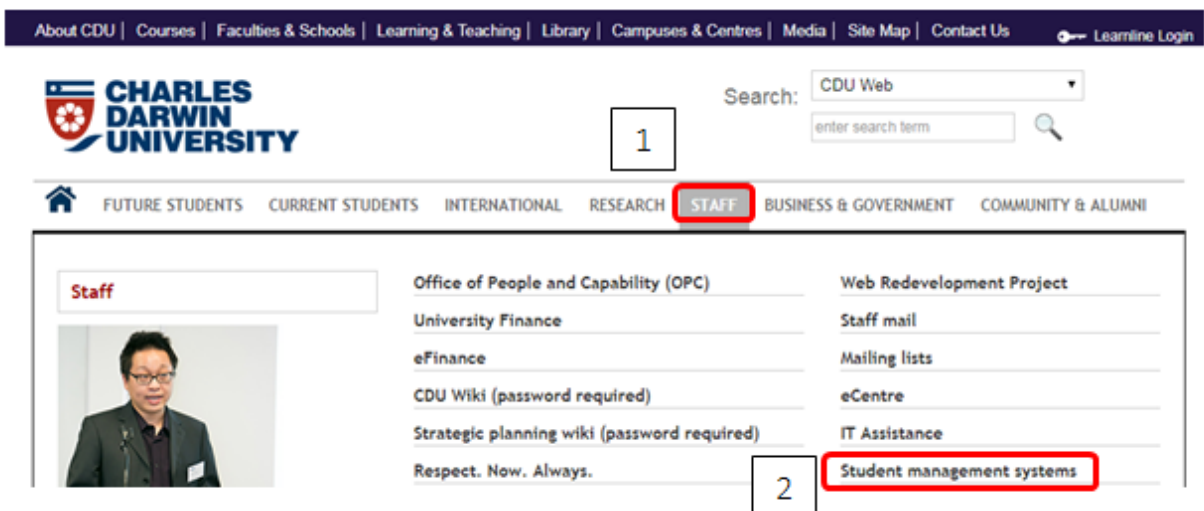 About CDU | Courses | Faculties & Schools | Learning & Teaching | Library | Campuses & Centres | Media | Site Map | Contact Us Learnline Login
CHARLES
DARWIN
UNIVERSITY
Search:
CDU Web
enter search term
1
FUTURE STUDENTS CURRENT STUDENTS INTERNATIONAL RESEARCH STAFF BUSINESS & GOVERNMENT COMMUNITY & ALUMNI
Staff
Office of People and Capability (OPC)
University Finance
eFinance
CDU Wiki (password required)
Strategic planning wiki (password required)
Respect. Now. Always.
Web Redevelopment Project
Staff mail
Mailing lists
eCentre
IT Assistance
Student management systems
2